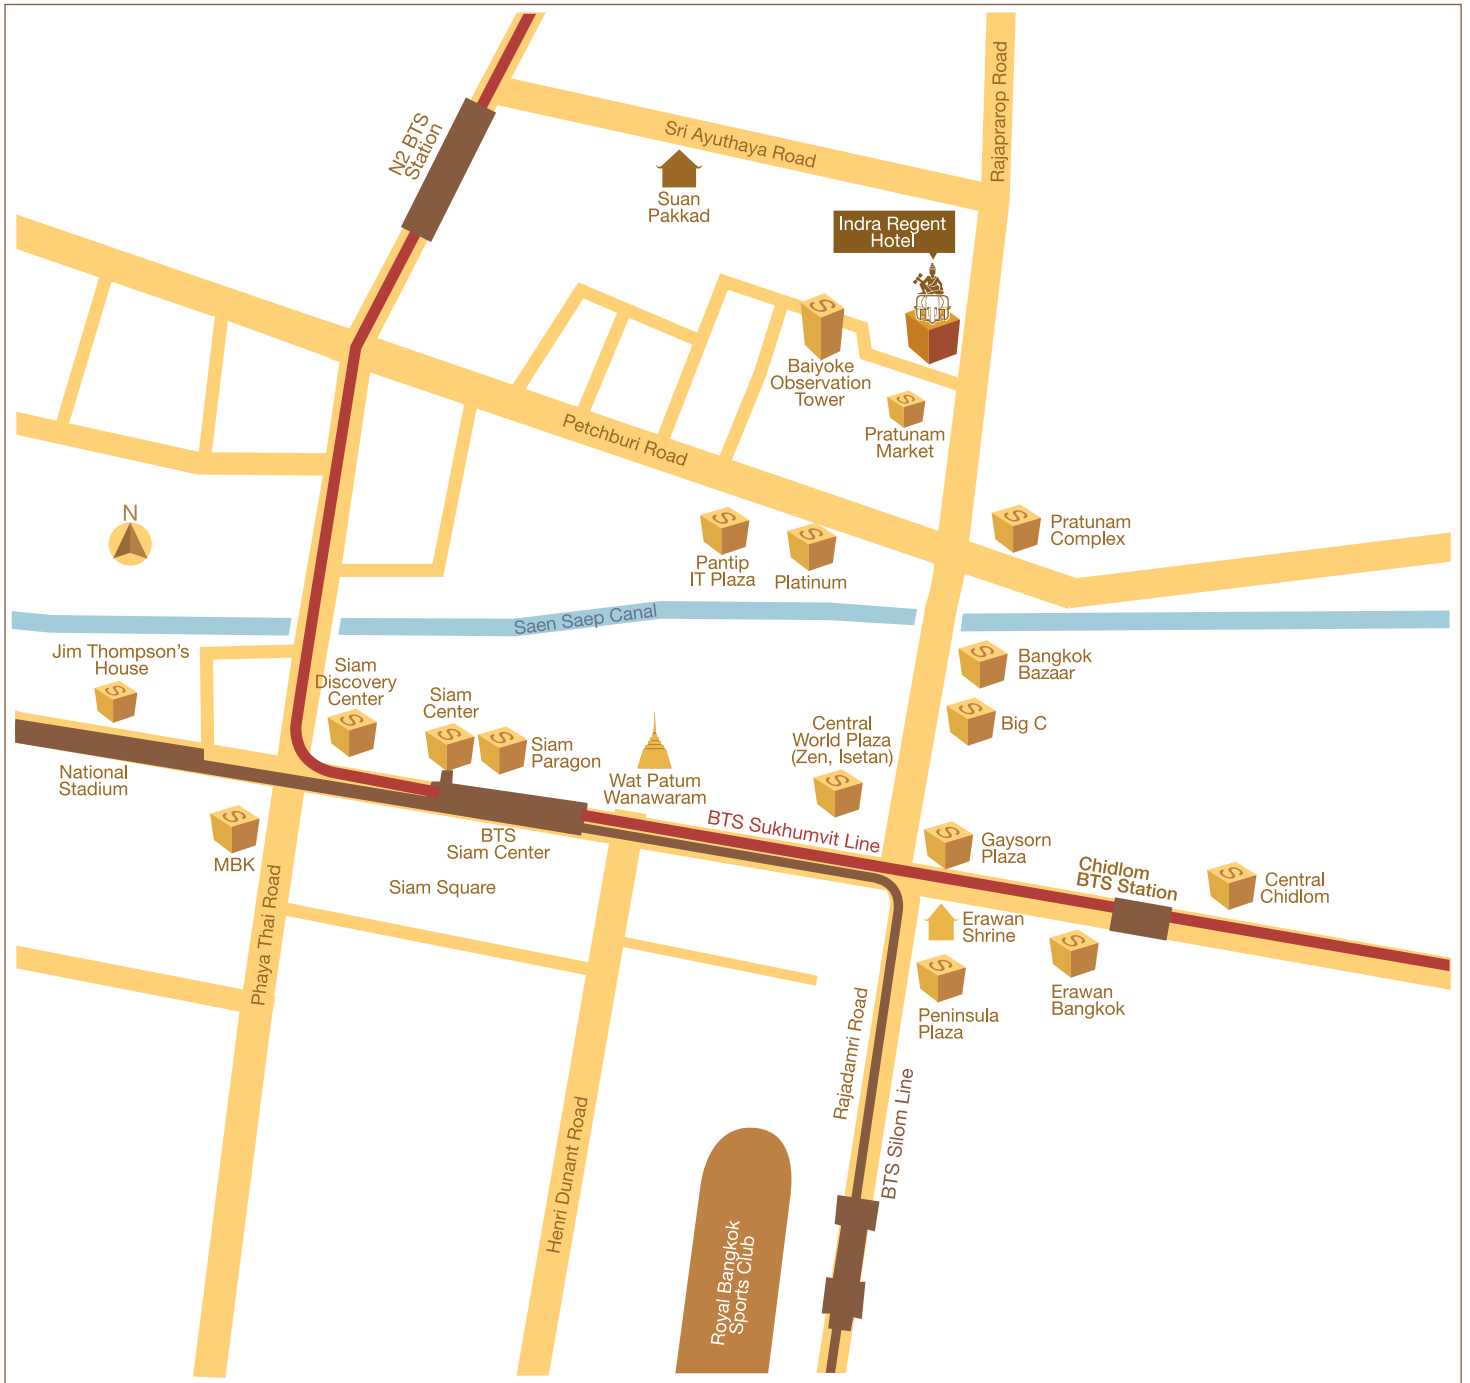 Rajaprarop Road
N2 BTS
Station
Sri Ayuthaya Road
Suan
Pakkad
Indra Regent
Hotel
S
Baiyoke
Observation
Tower
S
Pratunam
Market
Petchburi Road
N
S
Pantip
IT Plaza
S
Platinum
S
Pratunam
Complex
Saen Saep Canal
Jim Thompson's
House
S
Siam
Discovery
Center
S
Siam
Center
S
S
Siam
Paragon
Wat Patum
Wanawaram
Central
World Plaza
(Zen, Isetan)
S
S
Bangkok
Bazaar
S
Big C
National
Stadium
S
MBK
BTS
Siam Center
Siam Square
BTS Sukhumvit Line
S
Gaysorn
Plaza
Chidlom
BTS Station
S
Central
Chidlom
Erawan
Shrine
S
Erawan
Bangkok
S
Peninsula
Plaza
Phaya Thai Road
Henri Dunant Road
Rajadamri Road
BTS Silom Line
Royal Bangkok
Sports Club